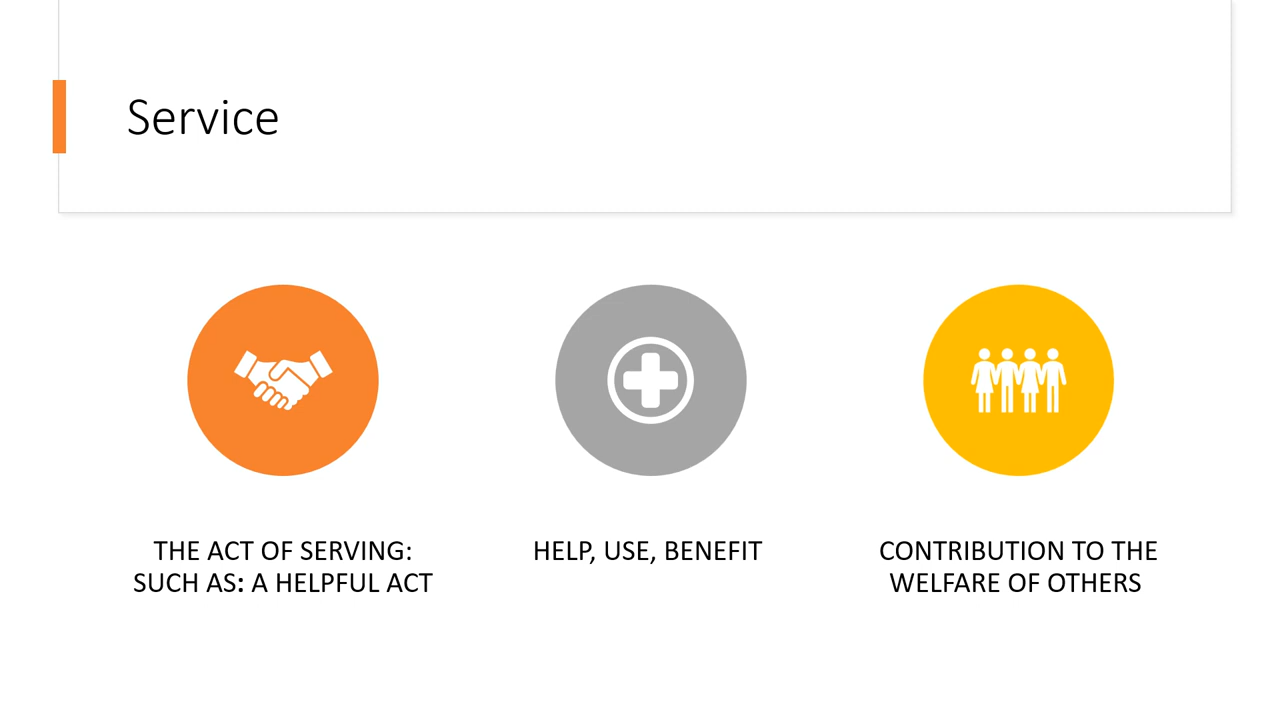 Service
THE ACT OF SERVING:
SUCH AS: A HELPFUL ACT
HELP, USE, BENEFIT
CONTRIBUTION TO THE
WELFARE OF OTHERS